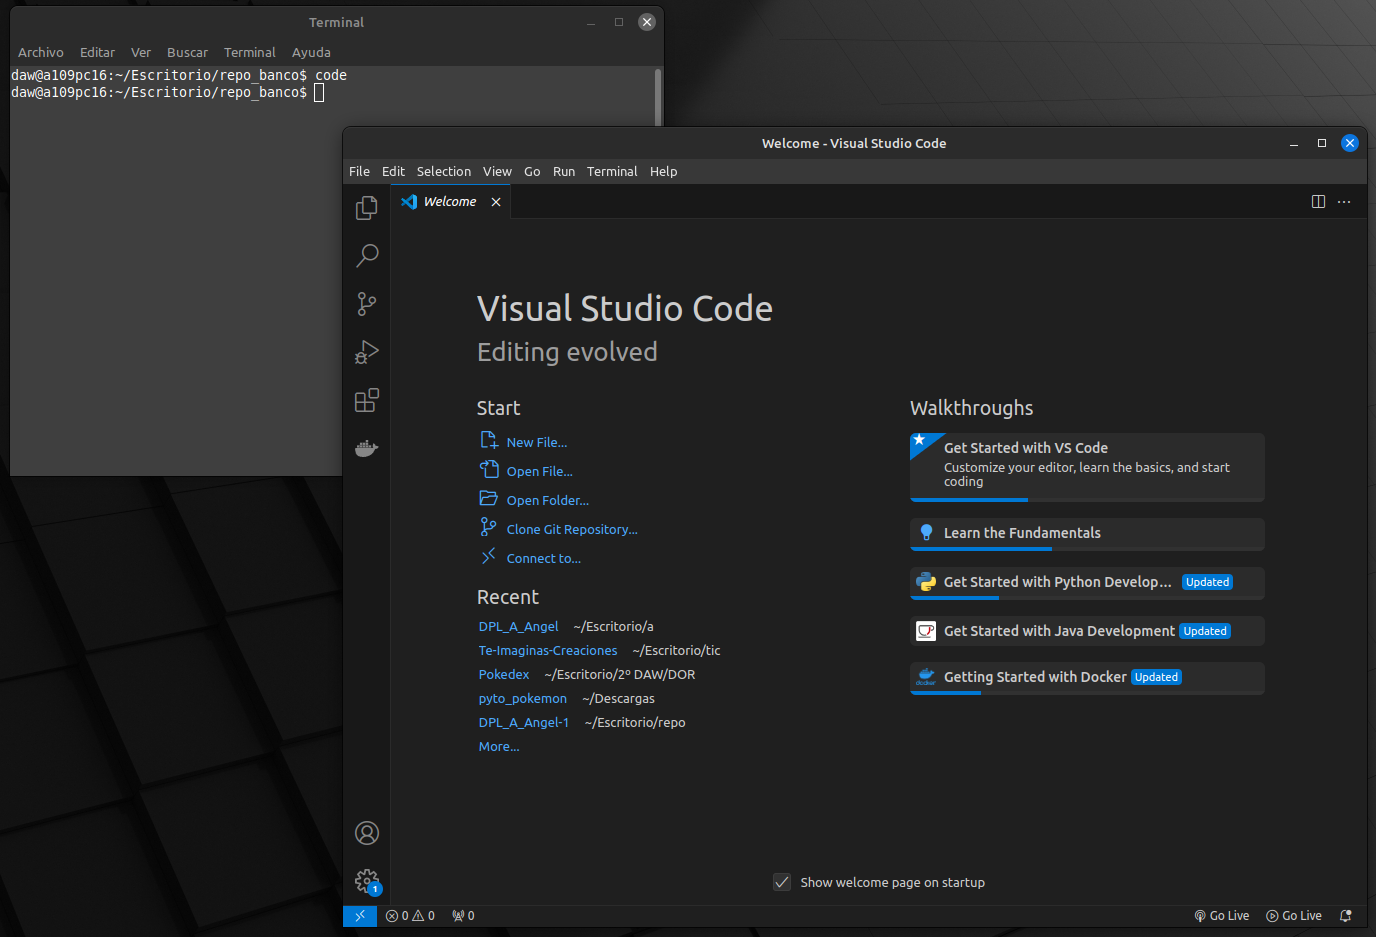 Terminal
Archivo Editar Ver Buscar Terminal Ayuda
daw@a109pc16:~/Escritorio/repo_banco$ code
daw@a109pc16:~/Escritorio/repo_banco$
Welcome - Visual Studio Code
File Edit Selection View Go Run Terminal Help
Welcome
Visual Studio Code
Editing evolved
Start
New File...
Open File...
Open Folder...
Clone Git Repository...
Connect to...
Recent
DPL_A_Angel ~/Escritorio/a
Te-Imaginas-Creaciones ~/Escritorio/tic
Pokedex ~/Escritorio/2º DAW/DOR
pyto_pokemon ~/Descargas
DPL_A_Angel-1 ~/Escritorio/repo
More...
Walkthroughs
Get Started with VS Code
Customize your editor, learn the basics, and start
coding
Learn the Fundamentals
Get Started with Python Develop... Updated
Get Started with Java Development Updated
docker
Getting Started with Docker Updated
1
Show welcome page on startup
0 0 0 Go Live Go Live